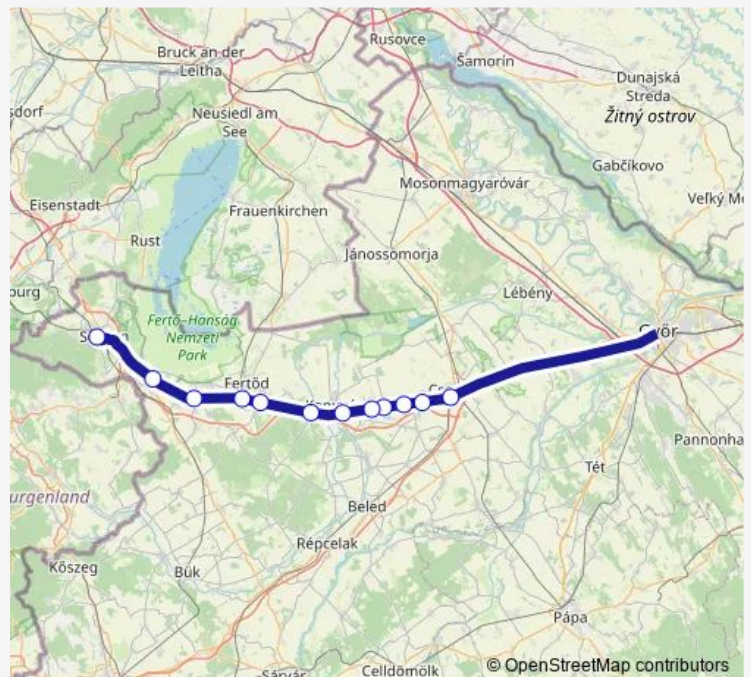 Rusovce
Bruck an der
Leitha
Šamorín
Dunajská
Streda
Žitný ostrov
sdorf
Neusiedl am
See
Gabčíkovo
Mosonmagyaróvár
Eisenstadt
Frauenkirchen
Veľký M
Rust
Jánossomorja
burg
Lébény
Fertő–Hanság
Nemzeti
Park
Győr
Fertőd
Pannonha
Tét
urgenland
Beled
Répcelak
Kőszeg
Bük
Pápa
Sárvár
Celldömölk
© OpenStreetMap contributors